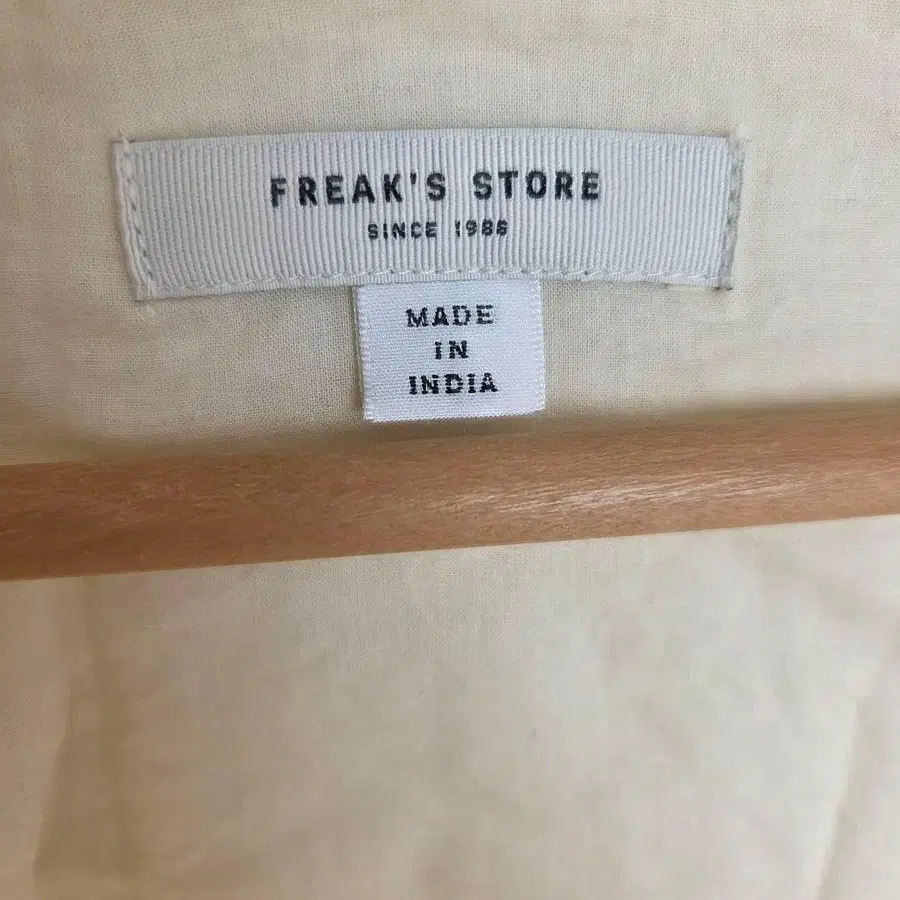 FREAK'S STORE
SINCE 1986
MADE
IN
INDIA